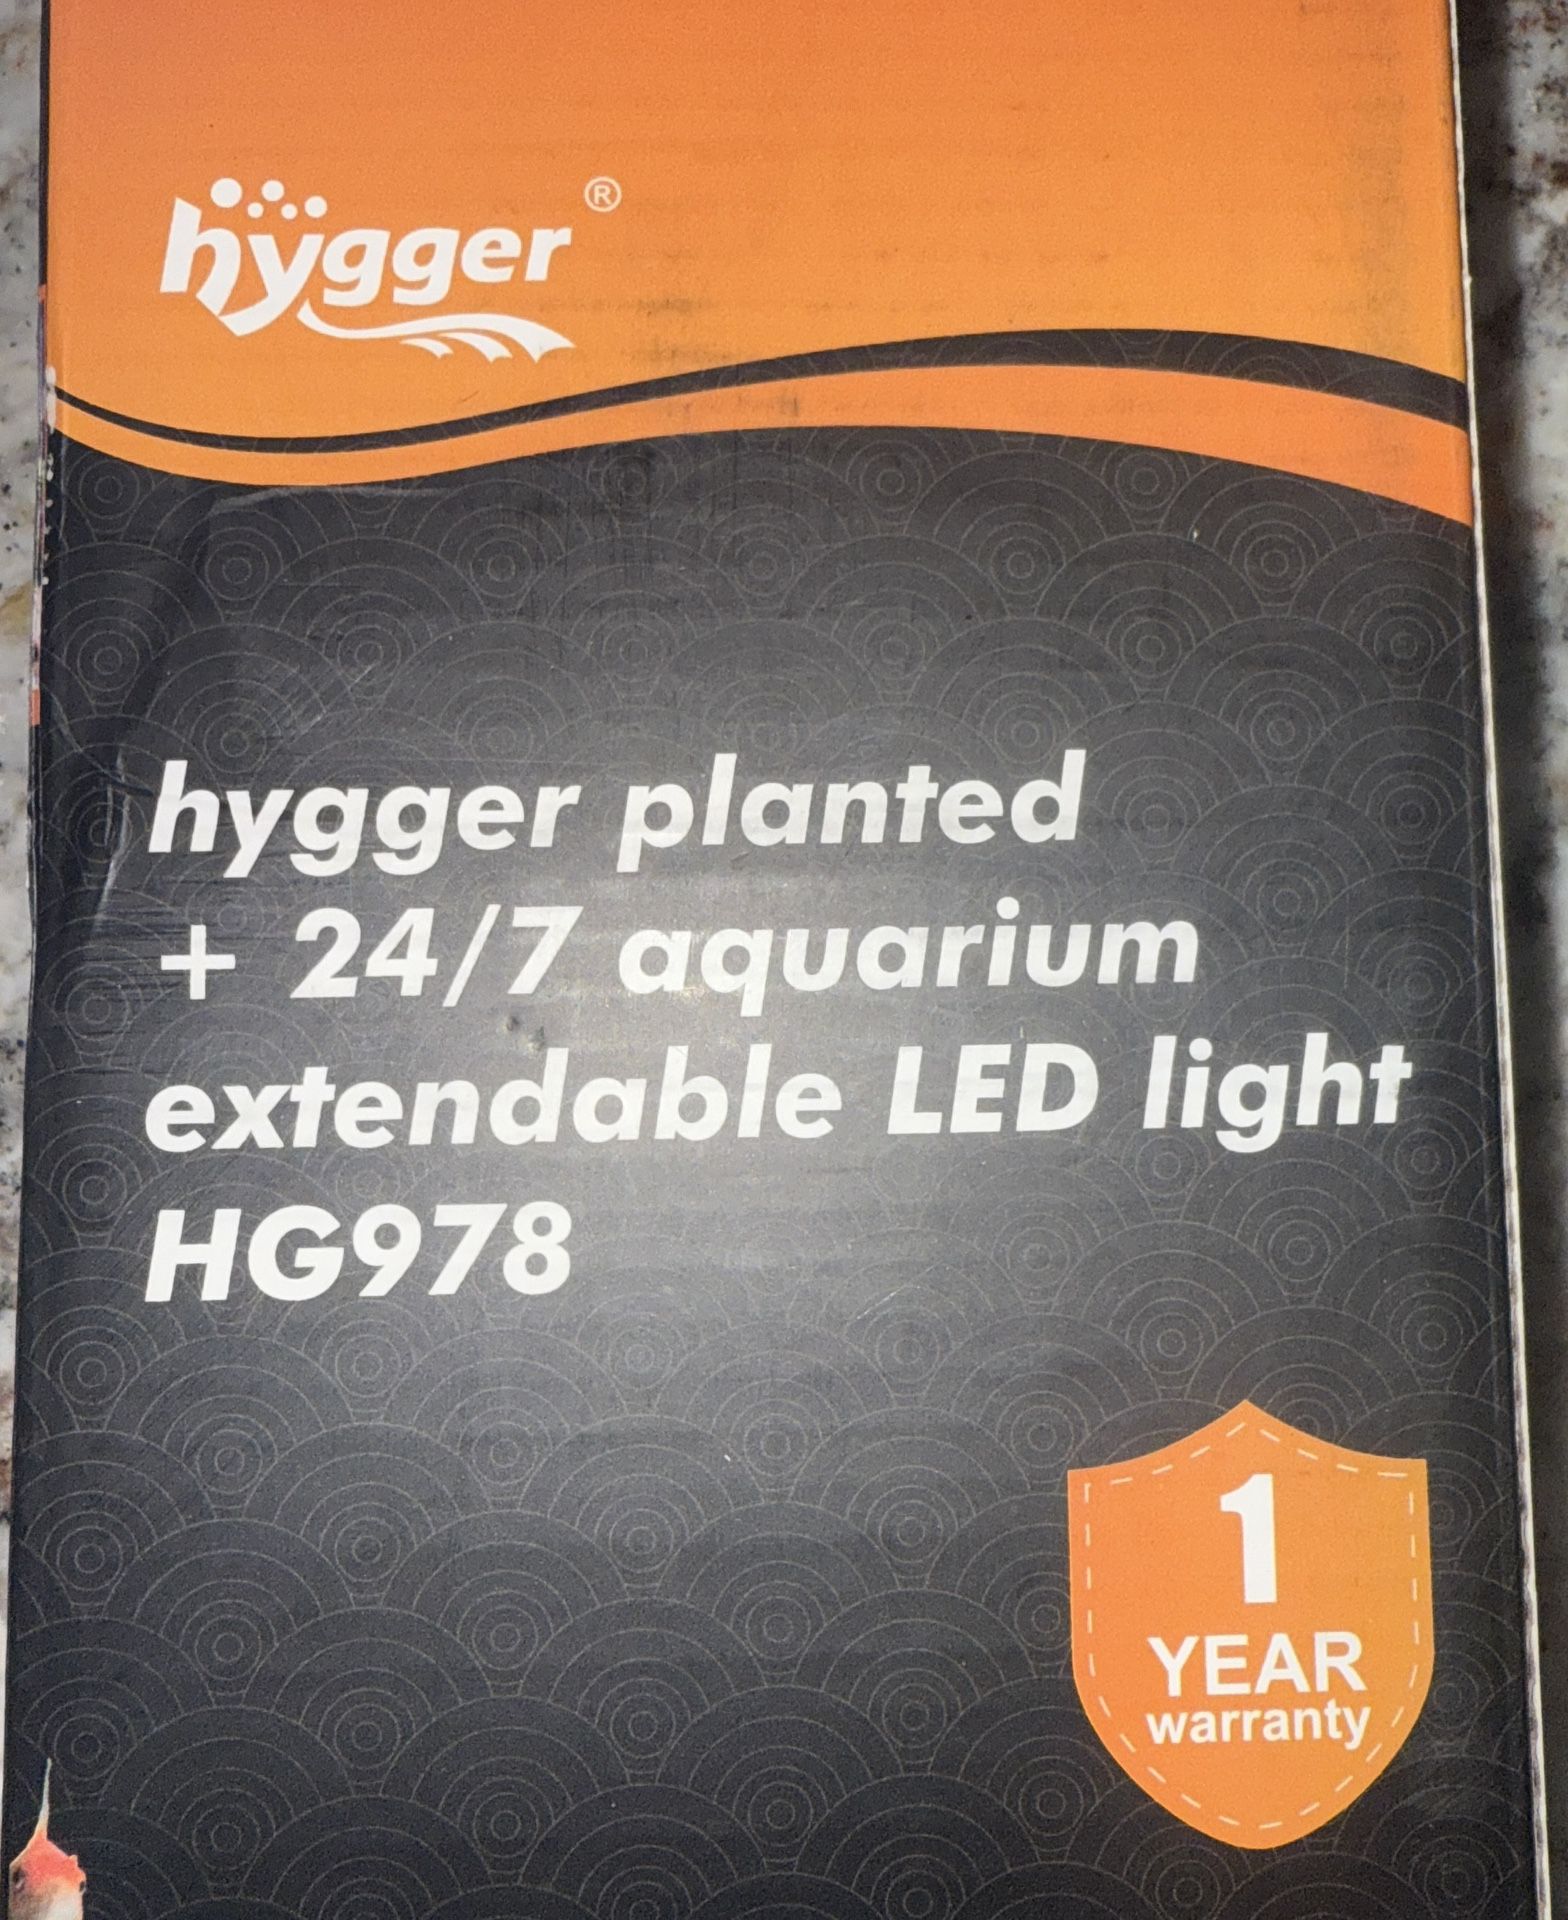 hygger®
hygger planted
+ 24/7 aquarium
extendable LED light
HG978
1
YEAR
warranty